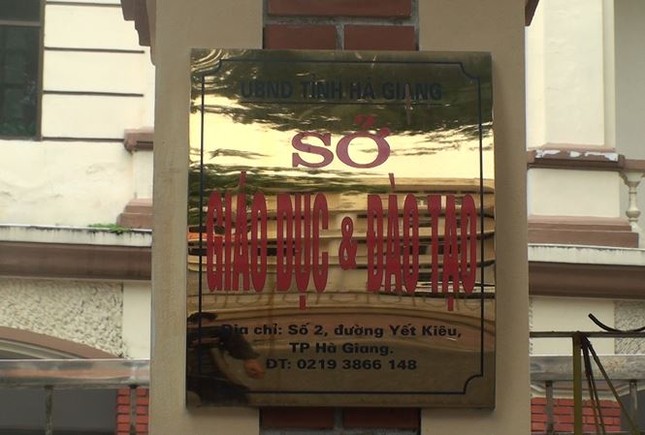 UBND TỈNH HÀ GIANG
SỞ
GIÁO DỤC & ĐÀO TẠO
Địa chỉ: Số 2, đường Yết Kiêu,
TP Hà Giang.
ĐT: 0219 3866 148